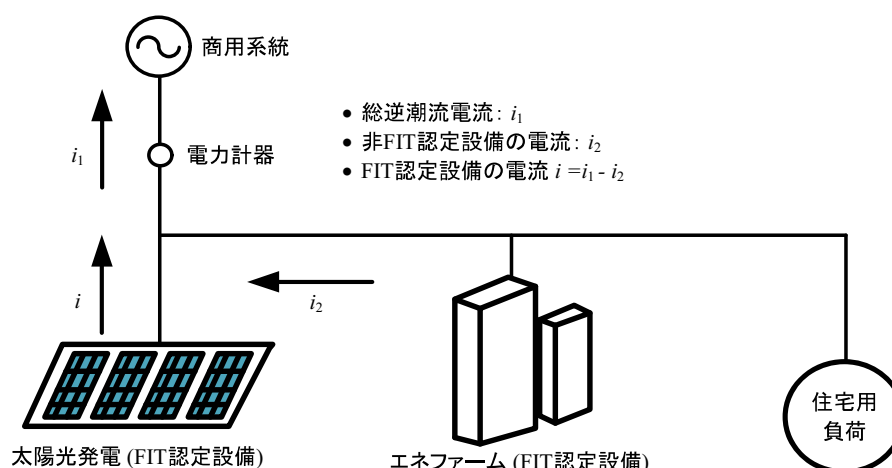 商用系統
• 総逆潮流電流: i₁
• 非FIT認定設備の電流: i₂
• FIT認定設備の電流 i =i₁ - i₂
i₁
電力計器
i
i₂
住宅用
負荷
太陽光発電 (FIT認定設備)
エネファーム (FIT認定設備)